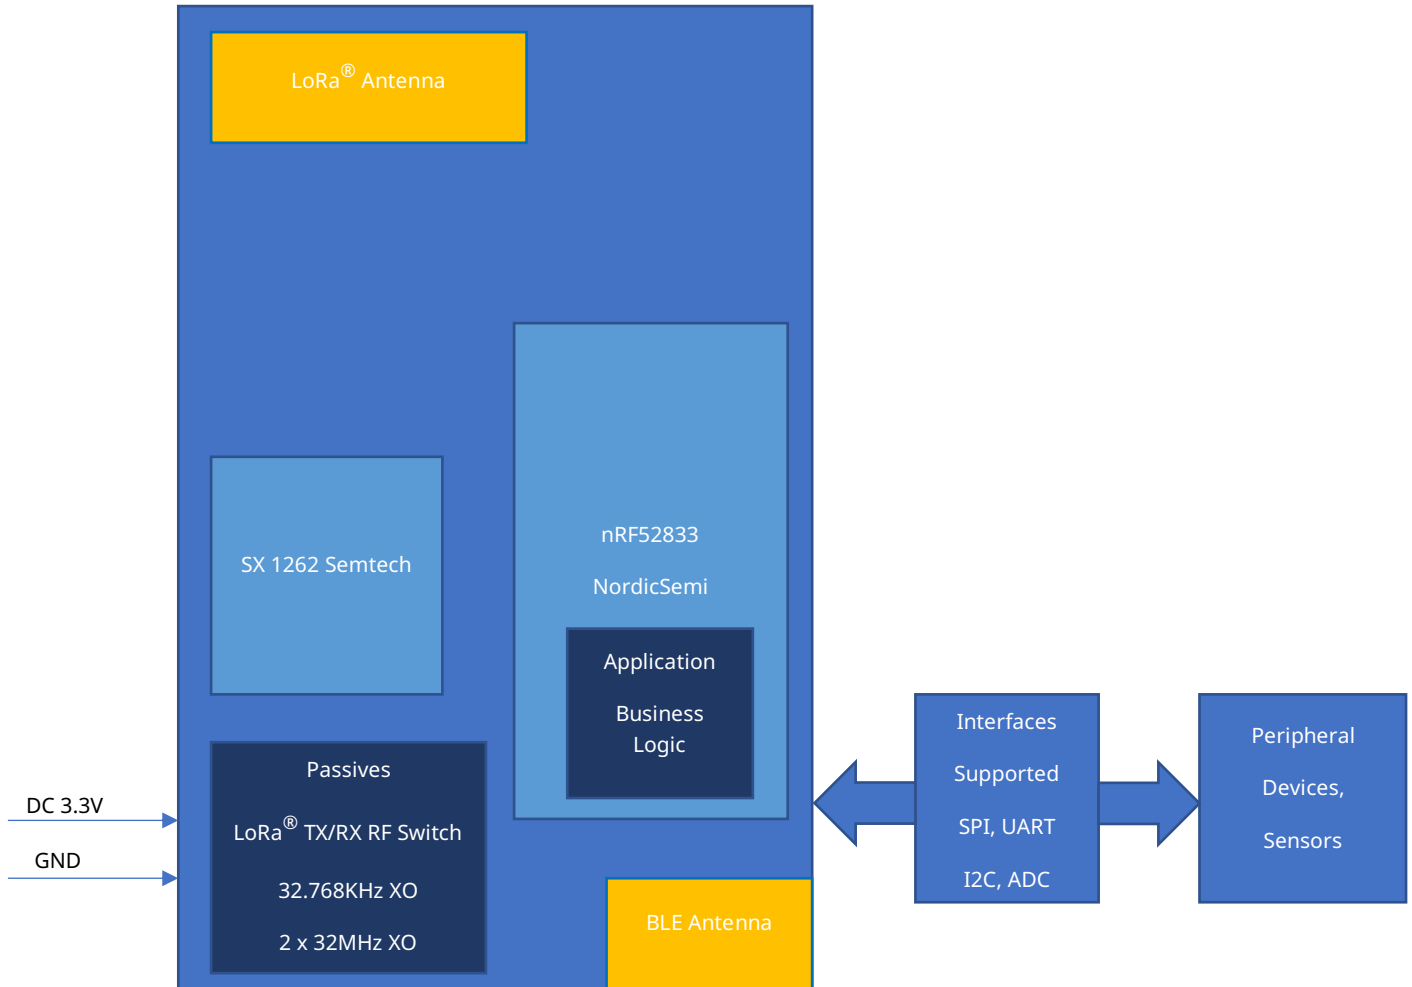 LoRa® Antenna
SX 1262 Semtech
nRF52833
NordicSemi
Application
Business
Logic
Passives
LoRa® TX/RX RF Switch
32.768KHz XO
2 x 32MHz XO
DC 3.3V
GND
BLE Antenna
Interfaces
Supported
SPI, UART
I2C, ADC
Peripheral
Devices,
Sensors